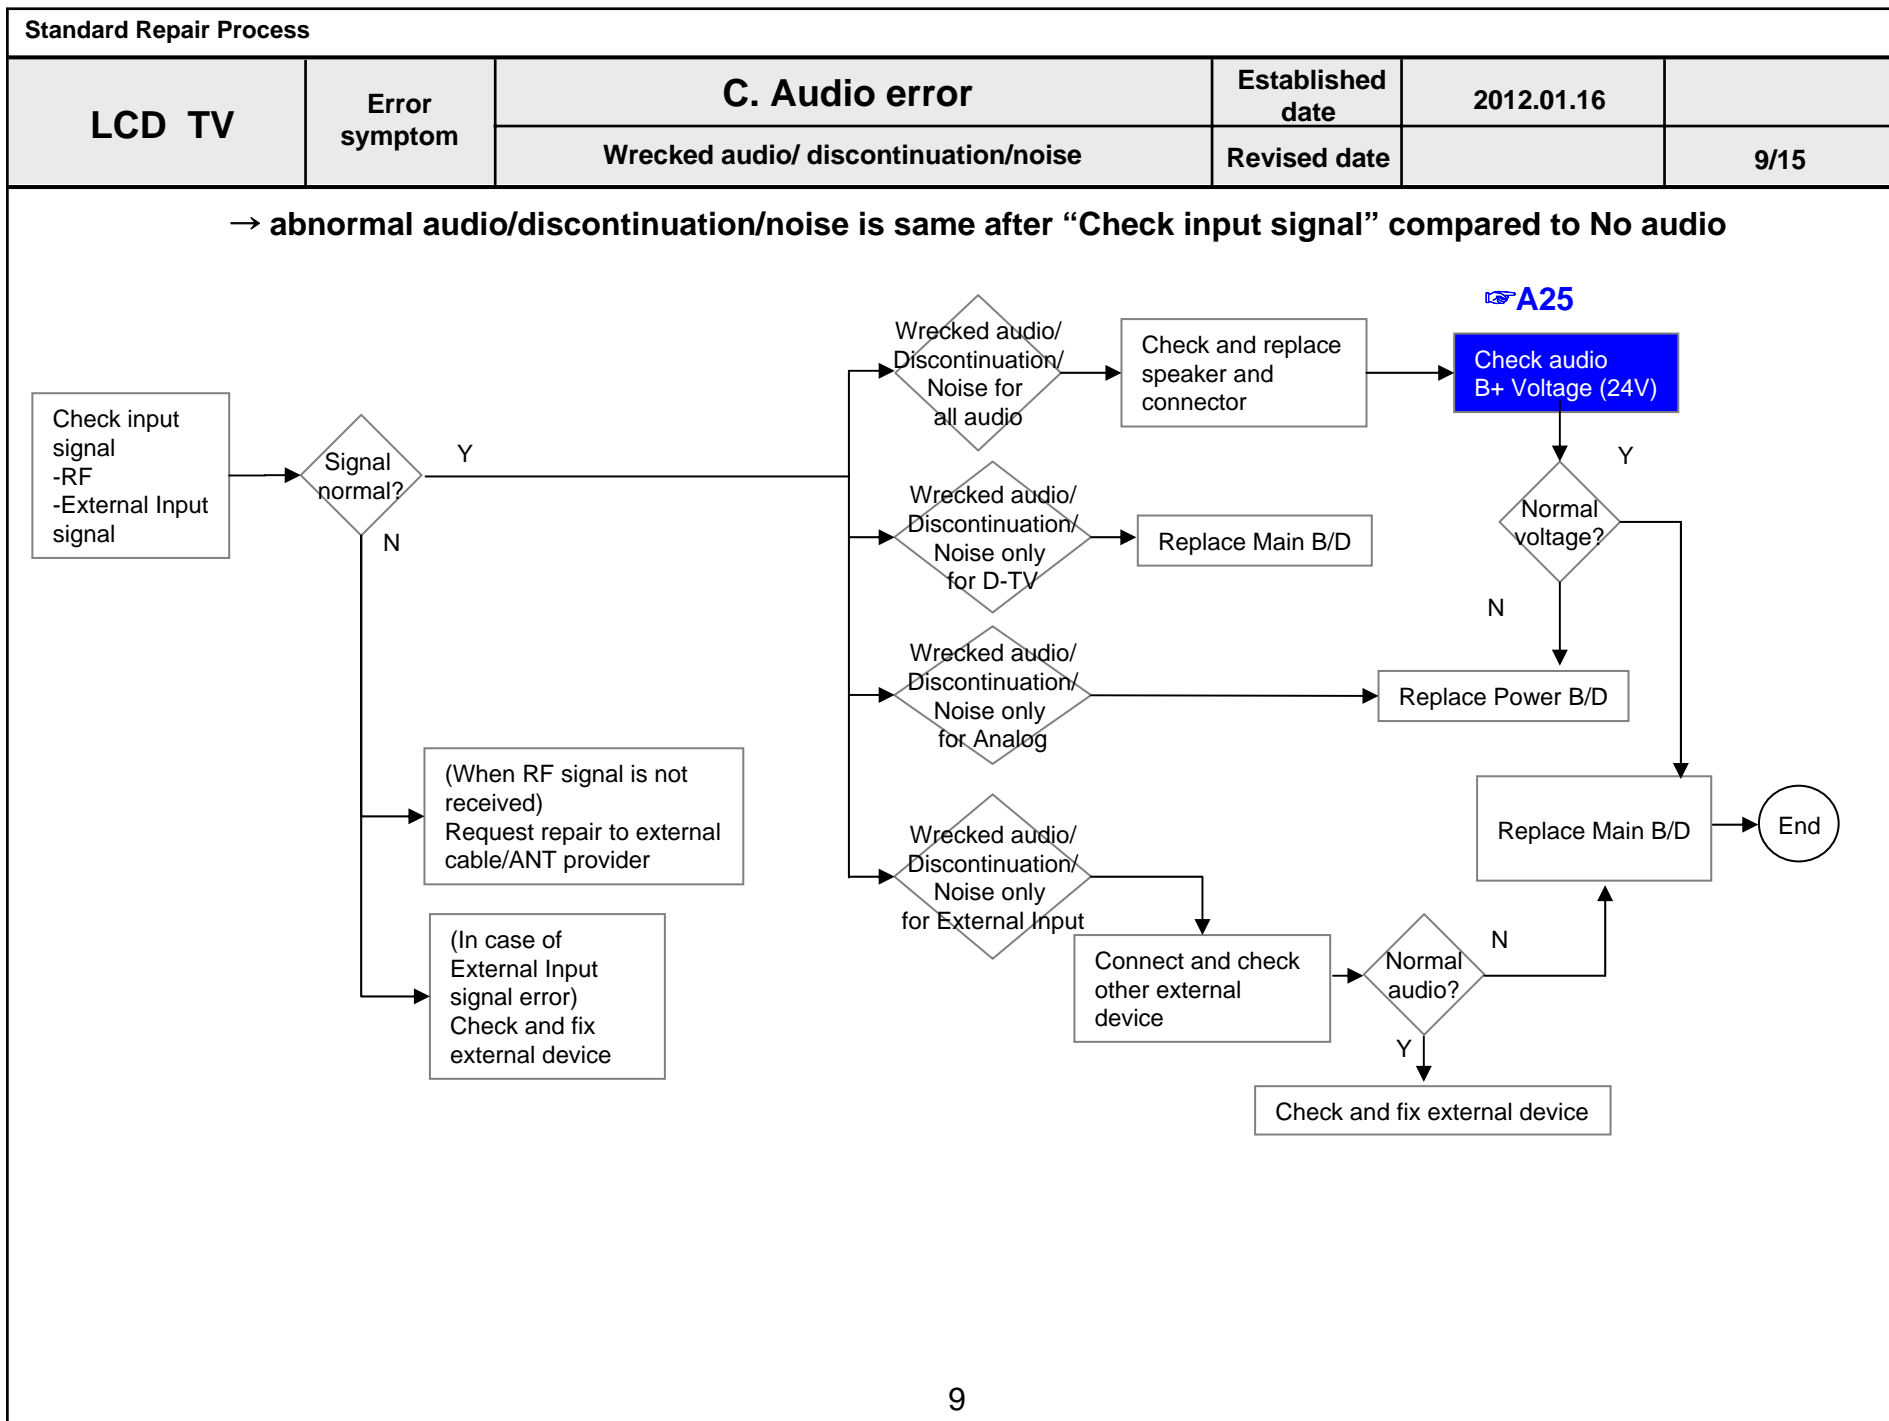 Standard Repair Process
LCD TV
Error
symptom
C. Audio error
Established
date
2012.01.16
Wrecked audio/ discontinuation/noise
Revised date
9/15
→ abnormal audio/discontinuation/noise is same after “Check input signal” compared to No audio
Check input
signal
-RF
-External Input
signal
Signal
normal?
Y
N
(When RF signal is not
received)
Request repair to external
cable/ANT provider
(In case of
External Input
signal error)
Check and fix
external device
Wrecked audio/
Discontinuation/
Noise for
all audio
Check and replace
speaker and
connector
☞A25
Check audio
B+ Voltage (24V)
Y
Normal
voltage?
N
Wrecked audio/
Discontinuation/
Noise only
for D-TV
Replace Main B/D
Wrecked audio/
Discontinuation/
Noise only
for Analog
Replace Power B/D
Wrecked audio/
Discontinuation/
Noise only
for External Input
Connect and check
other external
device
Normal
audio?
N
Y
Replace Main B/D
End
Check and fix external device
9